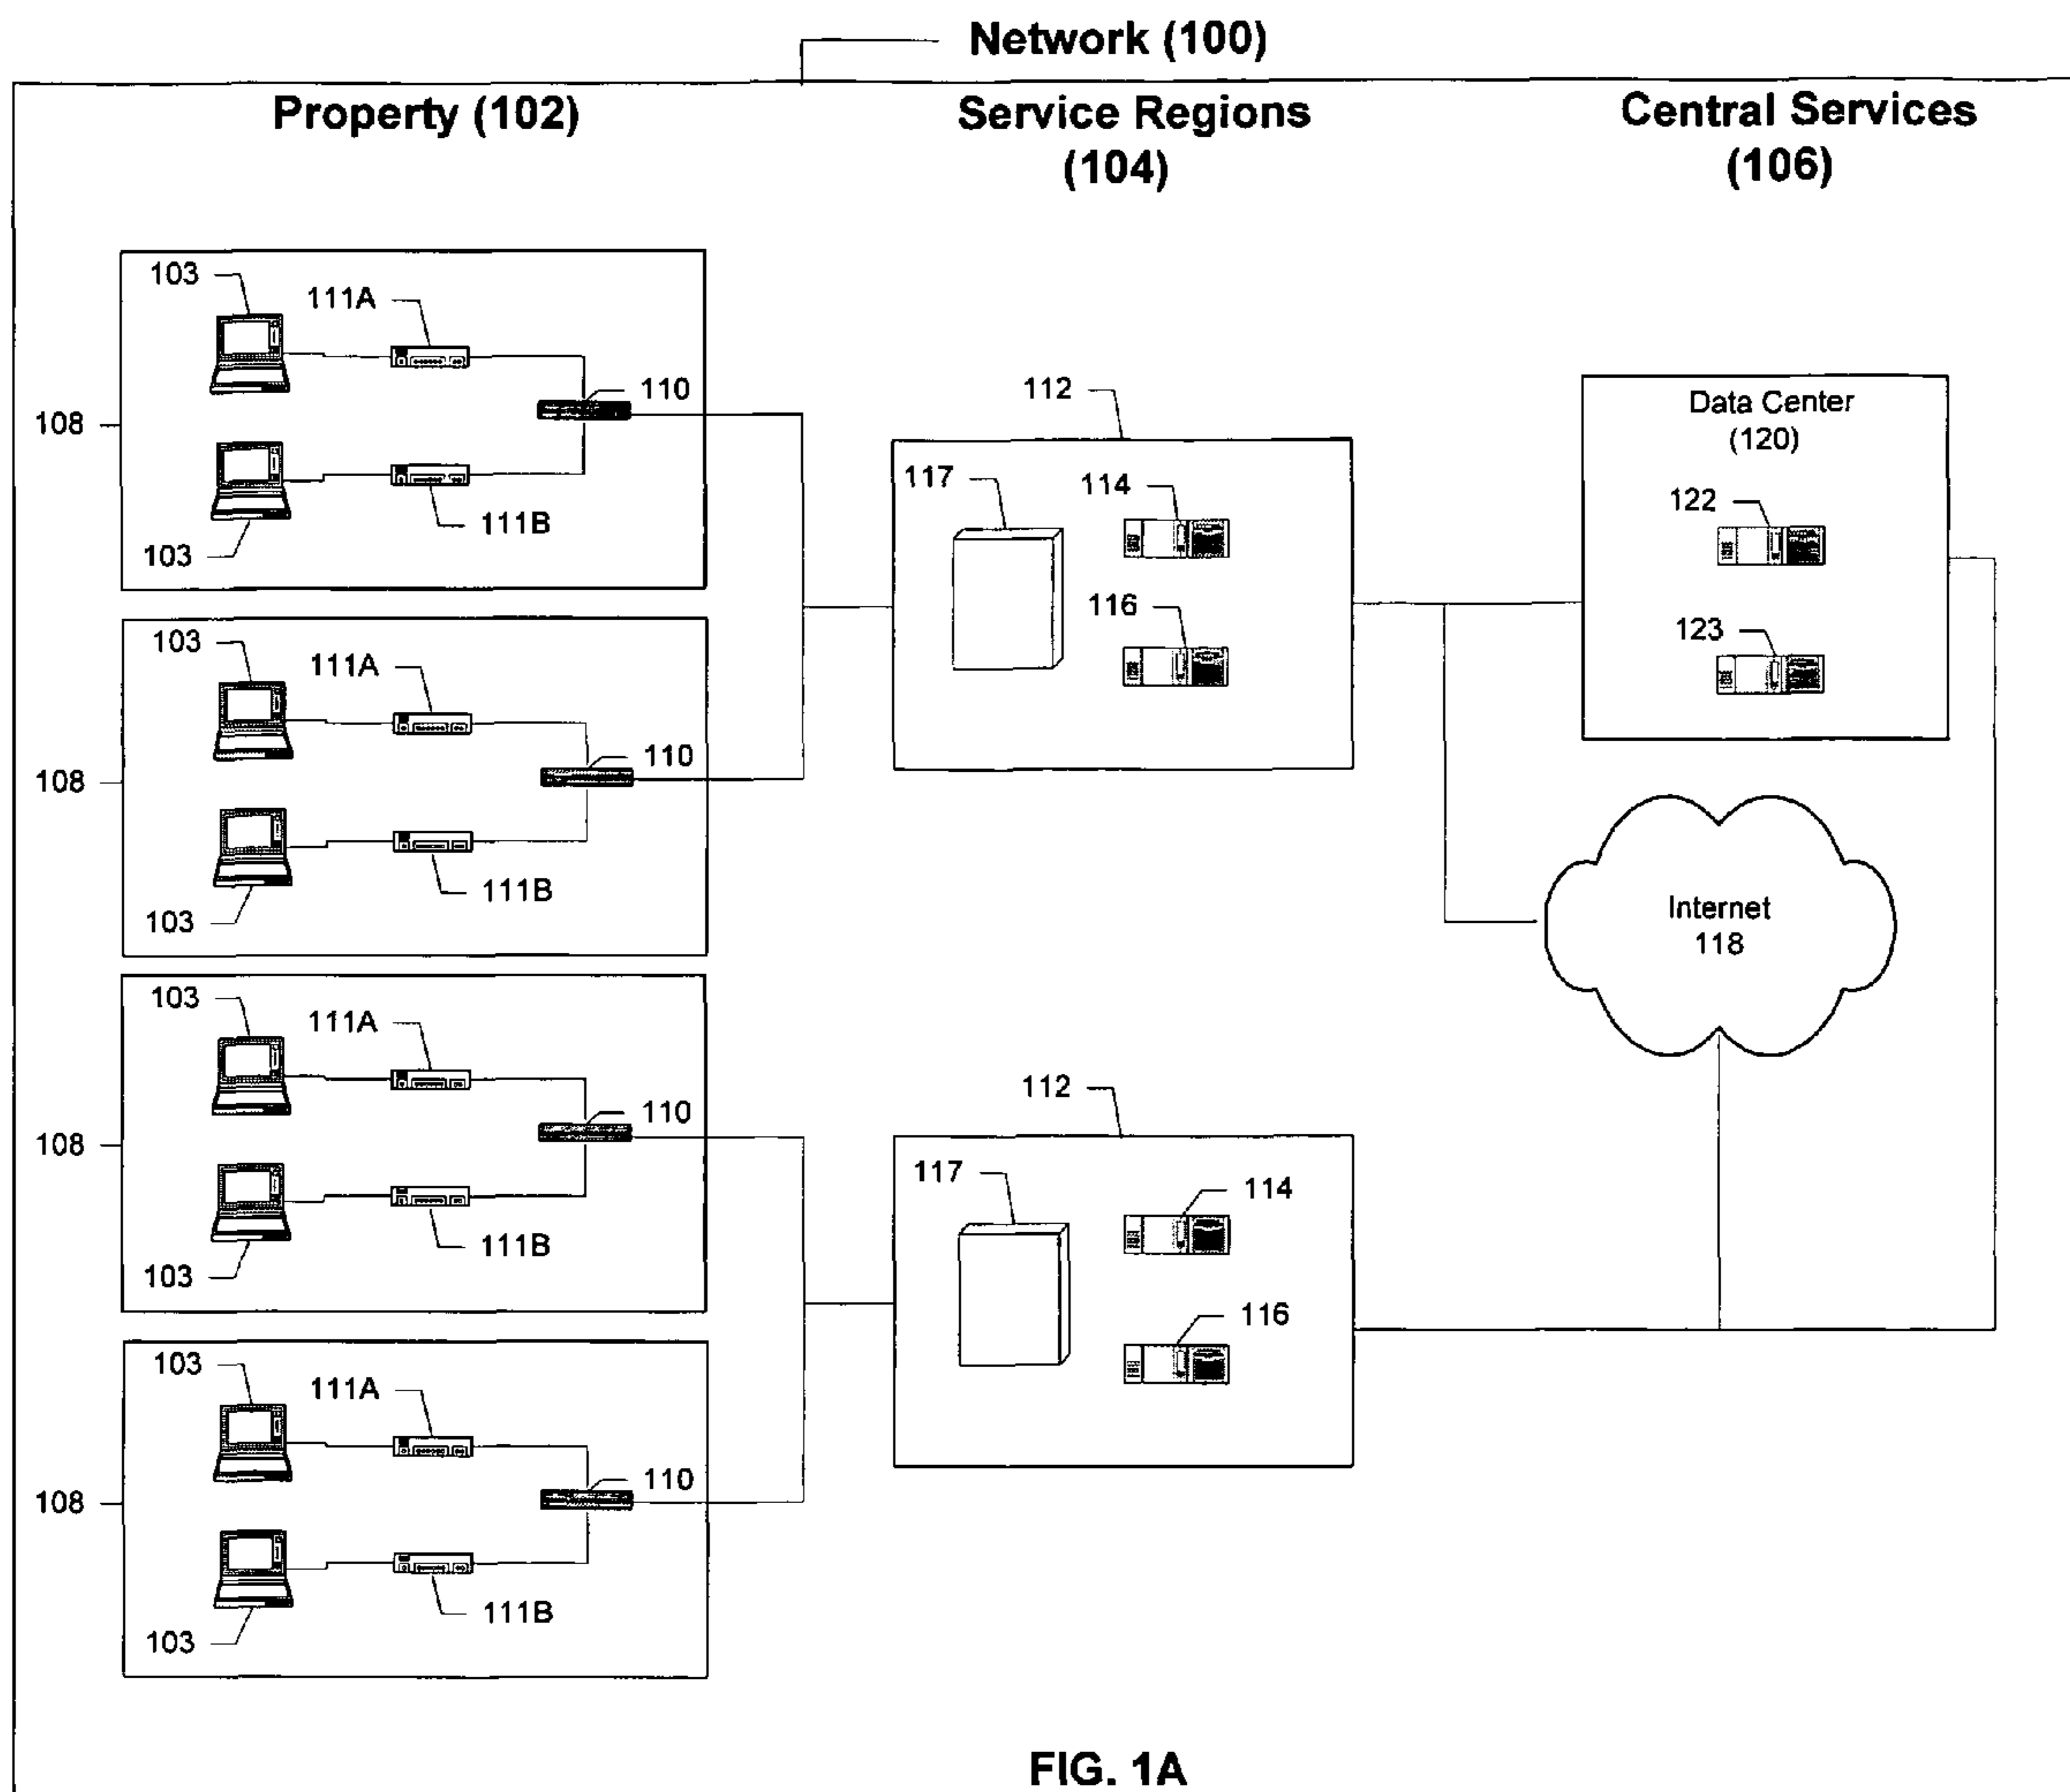 Network (100)
Property (102)
Service Regions
(104)
Central Services
(106)
103
111A
110
108
111B
103
103
111A
110
108
111B
103
103
111A
110
108
111B
103
103
111A
110
108
111B
103
112
117
114
116
112
117
114
116
Data Center
(120)
122
123
Internet
118
FIG. 1A